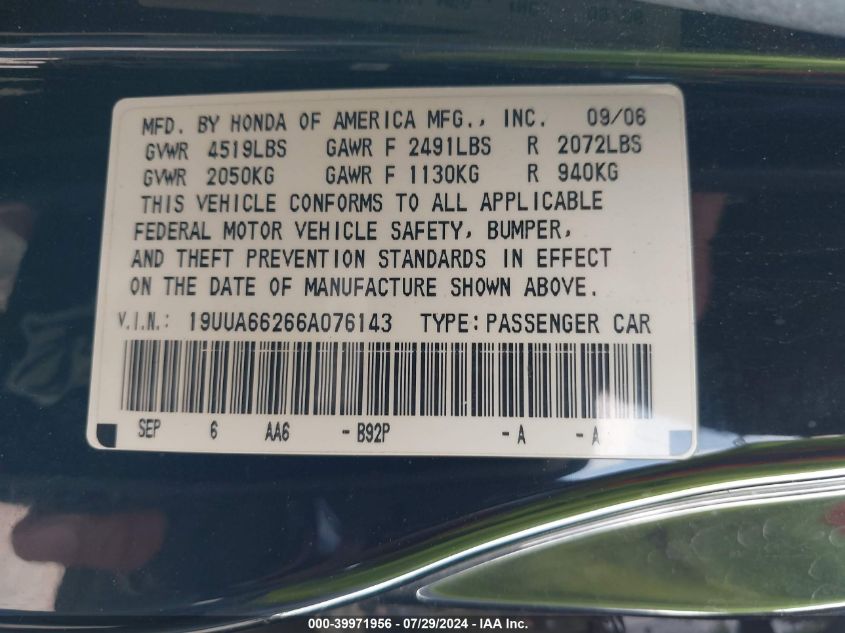 MFD. BY HONDA OF AMERICA MFG., INC. 09/06
GVWR 4519LBS GAWR F 2491LBS R 2072LBS
GVWR 2050KG GAWR F 1130KG R 940KG
THIS VEHICLE CONFORMS TO ALL APPLICABLE
FEDERAL MOTOR VEHICLE SAFETY, BUMPER,
AND THEFT PREVENTION STANDARDS IN EFFECT
ON THE DATE OF MANUFACTURE SHOWN ABOVE.
V.I.N.: 19UUA66266A076143 TYPE:PASSENGER CAR
SEP 6 AA6 -B92P -A -A
000-39971956 / 07/29/2024 - IAA Inc.